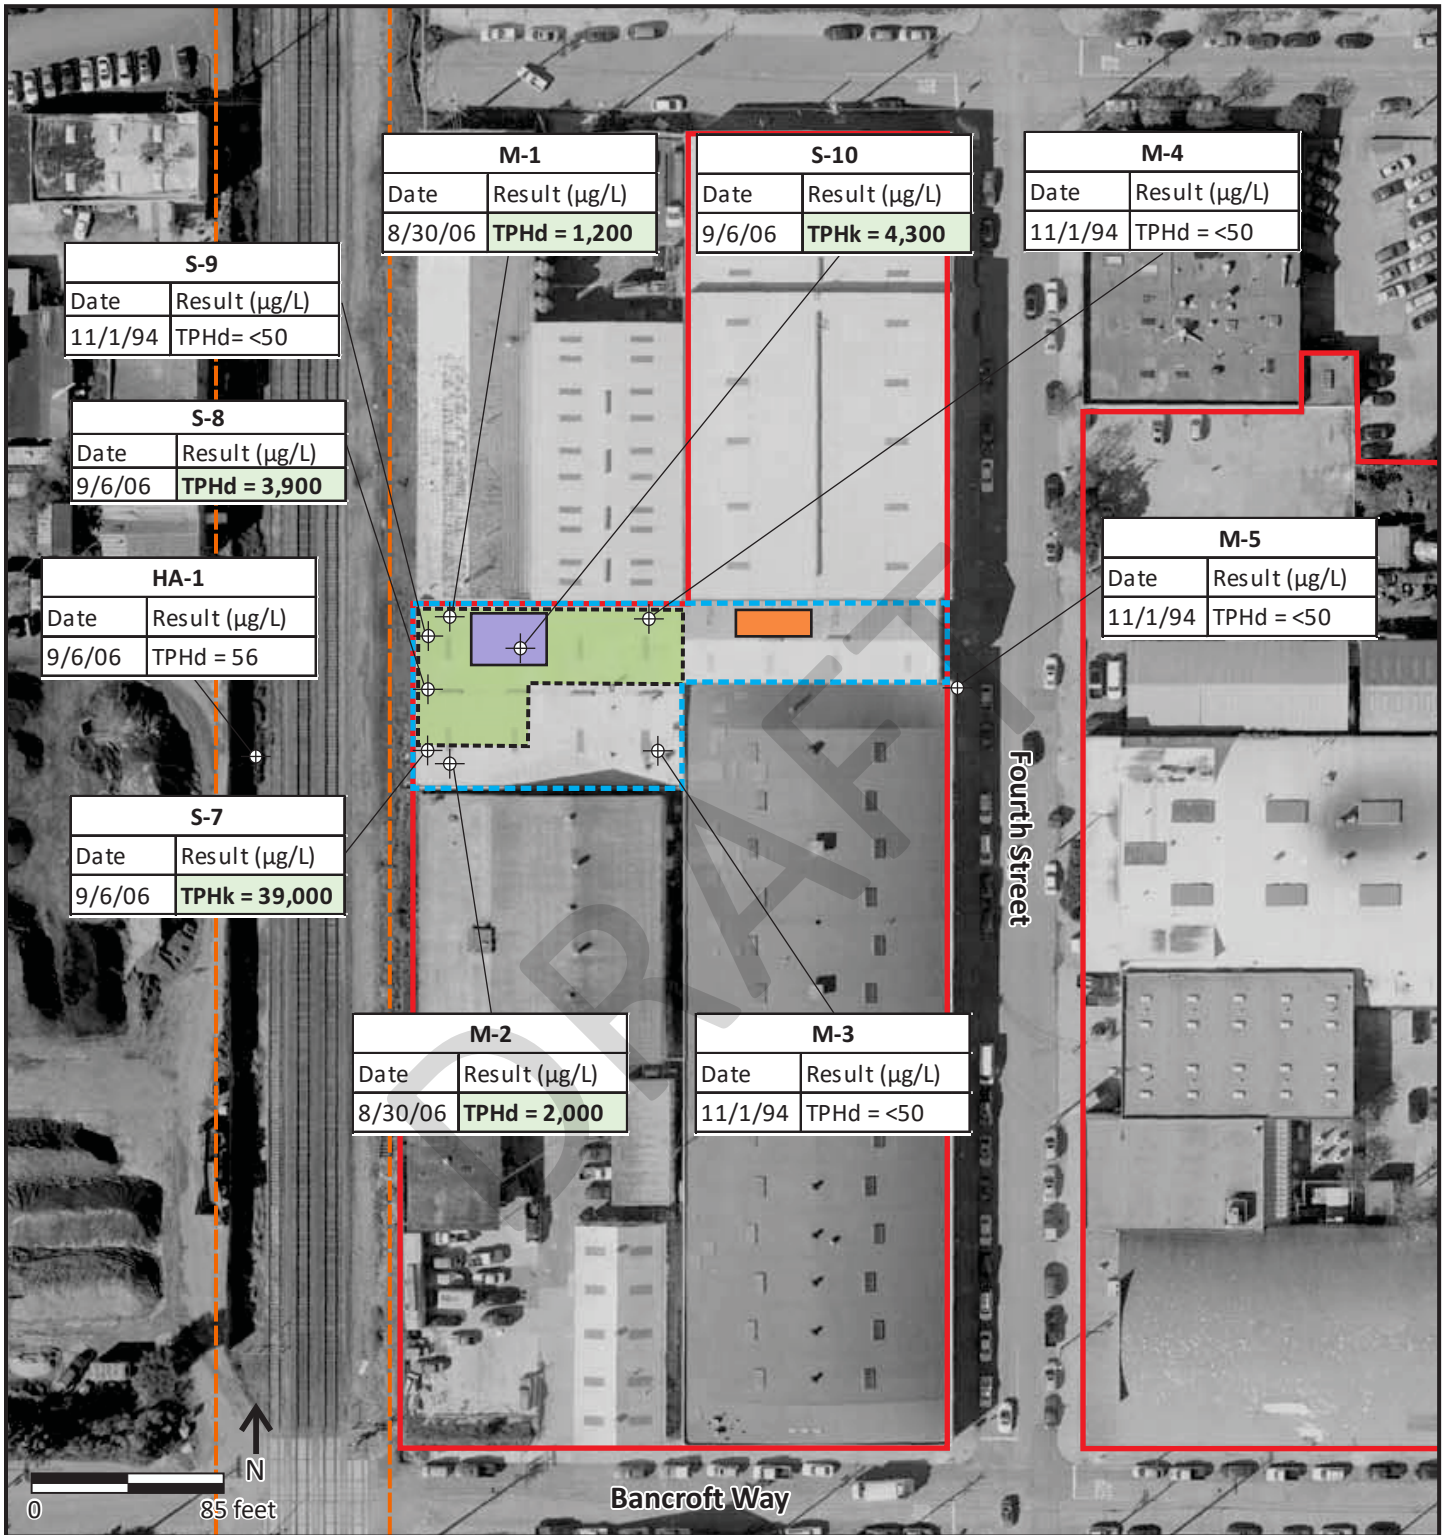 M-1
Date Result (µg/L)
8/30/06 TPHd = 1,200
S-10
Date Result (µg/L)
9/6/06 TPHk = 4,300
M-4
Date Result (µg/L)
11/1/94 TPHd = <50
S-9
Date Result (µg/L)
11/1/94 TPHd= <50
S-8
Date Result (µg/L)
9/6/06 TPHd = 3,900
HA-1
Date Result (µg/L)
9/6/06 TPHd = 56
M-5
Date Result (µg/L)
11/1/94 TPHd = <50
S-7
Date Result (µg/L)
9/6/06 TPHk = 39,000
Fourth Street
DRAFT
M-2
Date Result (µg/L)
8/30/06 TPHd = 2,000
M-3
Date Result (µg/L)
11/1/94 TPHd = <50
N
0 85 feet
Bancroft Way